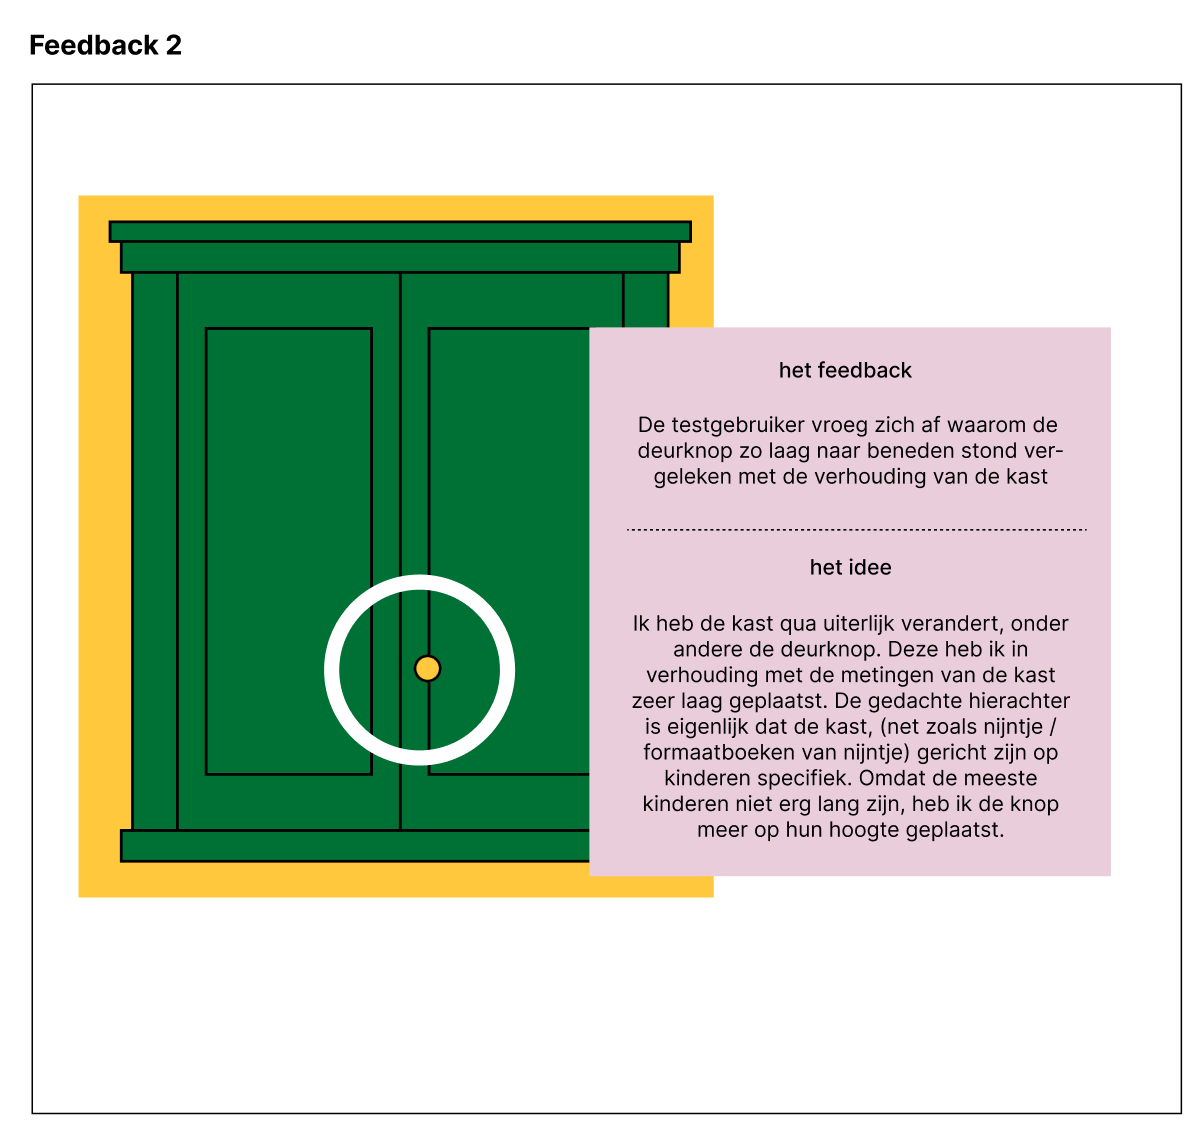 Feedback 2
het feedback
De testgebruiker vroeg zich af waarom de
deurknop zo laag naar beneden stond ver-
geleken met de verhouding van de kast
het idee
Ik heb de kast qua uiterlijk verandert, onder
andere de deurknop. Deze heb ik in
verhouding met de metingen van de kast
zeer laag geplaatst. De gedachte hierachter
is eigenlijk dat de kast, (net zoals nijntje /
formaatboeken van nijntje) gericht zijn op
kinderen specifiek. Omdat de meeste
kinderen niet erg lang zijn, heb ik de knop
meer op hun hoogte geplaatst.